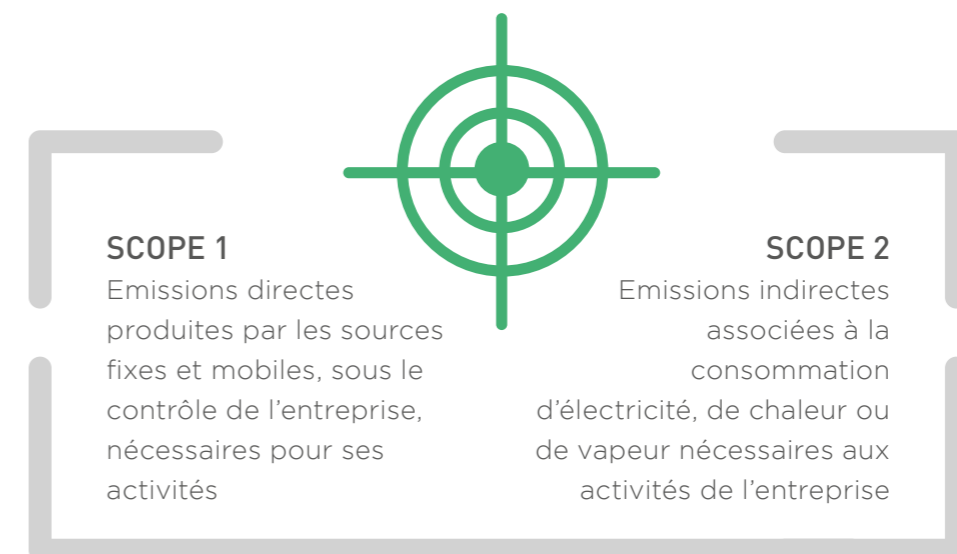 SCOPE 1
Emissions directes
produites par les sources
fixes et mobiles, sous le
contrôle de l’entreprise,
nécessaires pour ses
activités
SCOPE 2
Emissions indirectes
associées à la
consommation
d’électricité, de chaleur ou
de vapeur nécessaires aux
activités de l’entreprise